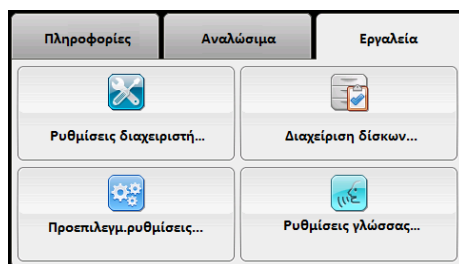 Πληροφορίες Αναλώσιμα Εργαλεία
Ρυθμίσεις διαχειριστή... Διαχείριση δίσκων...
Προεπιλεγμ.ρυθμίσεις... Ρυθμίσεις γλώσσας...